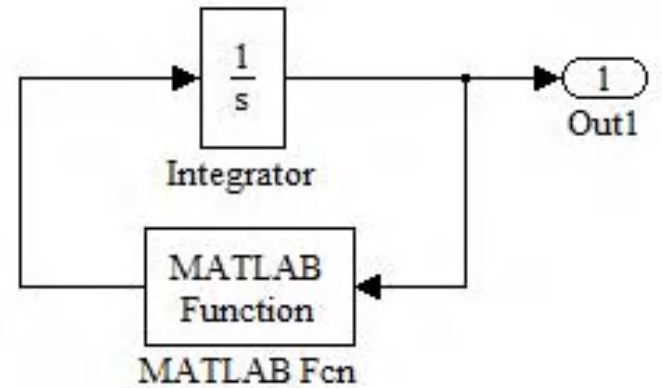 1
s
1
Out1
Integrator
MATLAB
Function
MATLAB Fcn